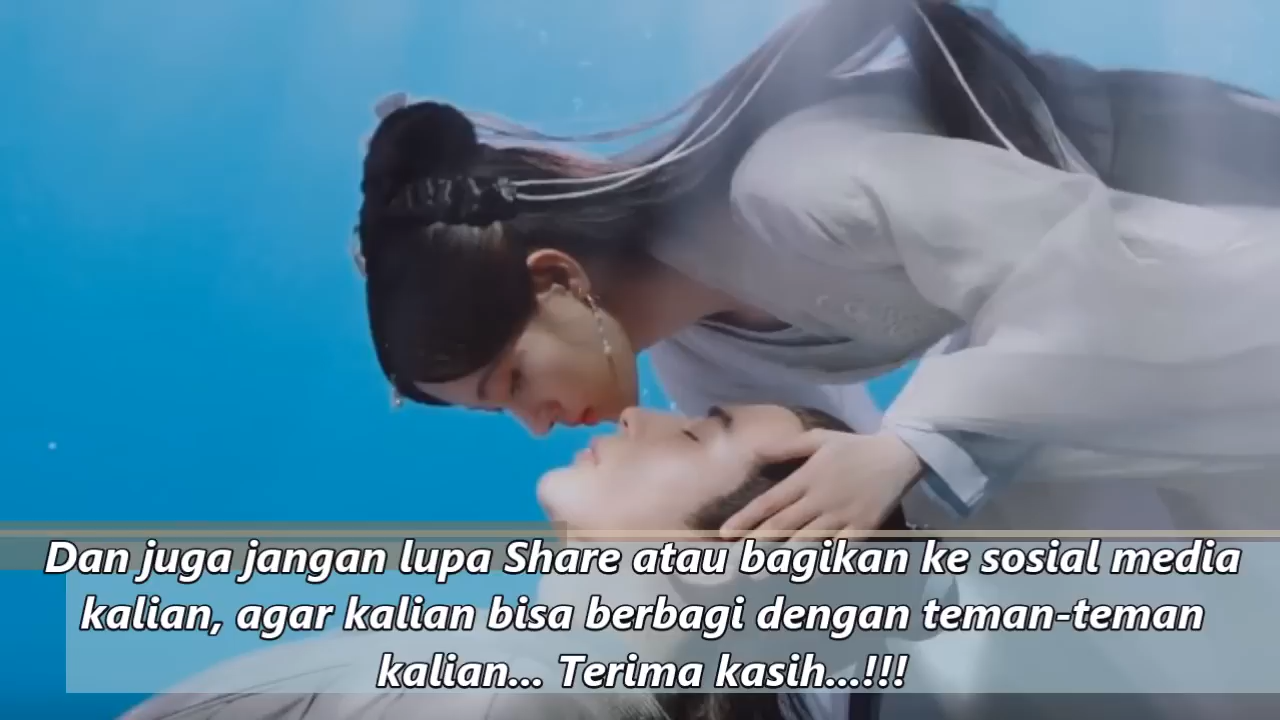 Dan juga jangan lupa Share atau bagikan ke sosial media
kalian, agar kalian bisa berbagi dengan teman-teman
kalian... Terima kasih...!!!